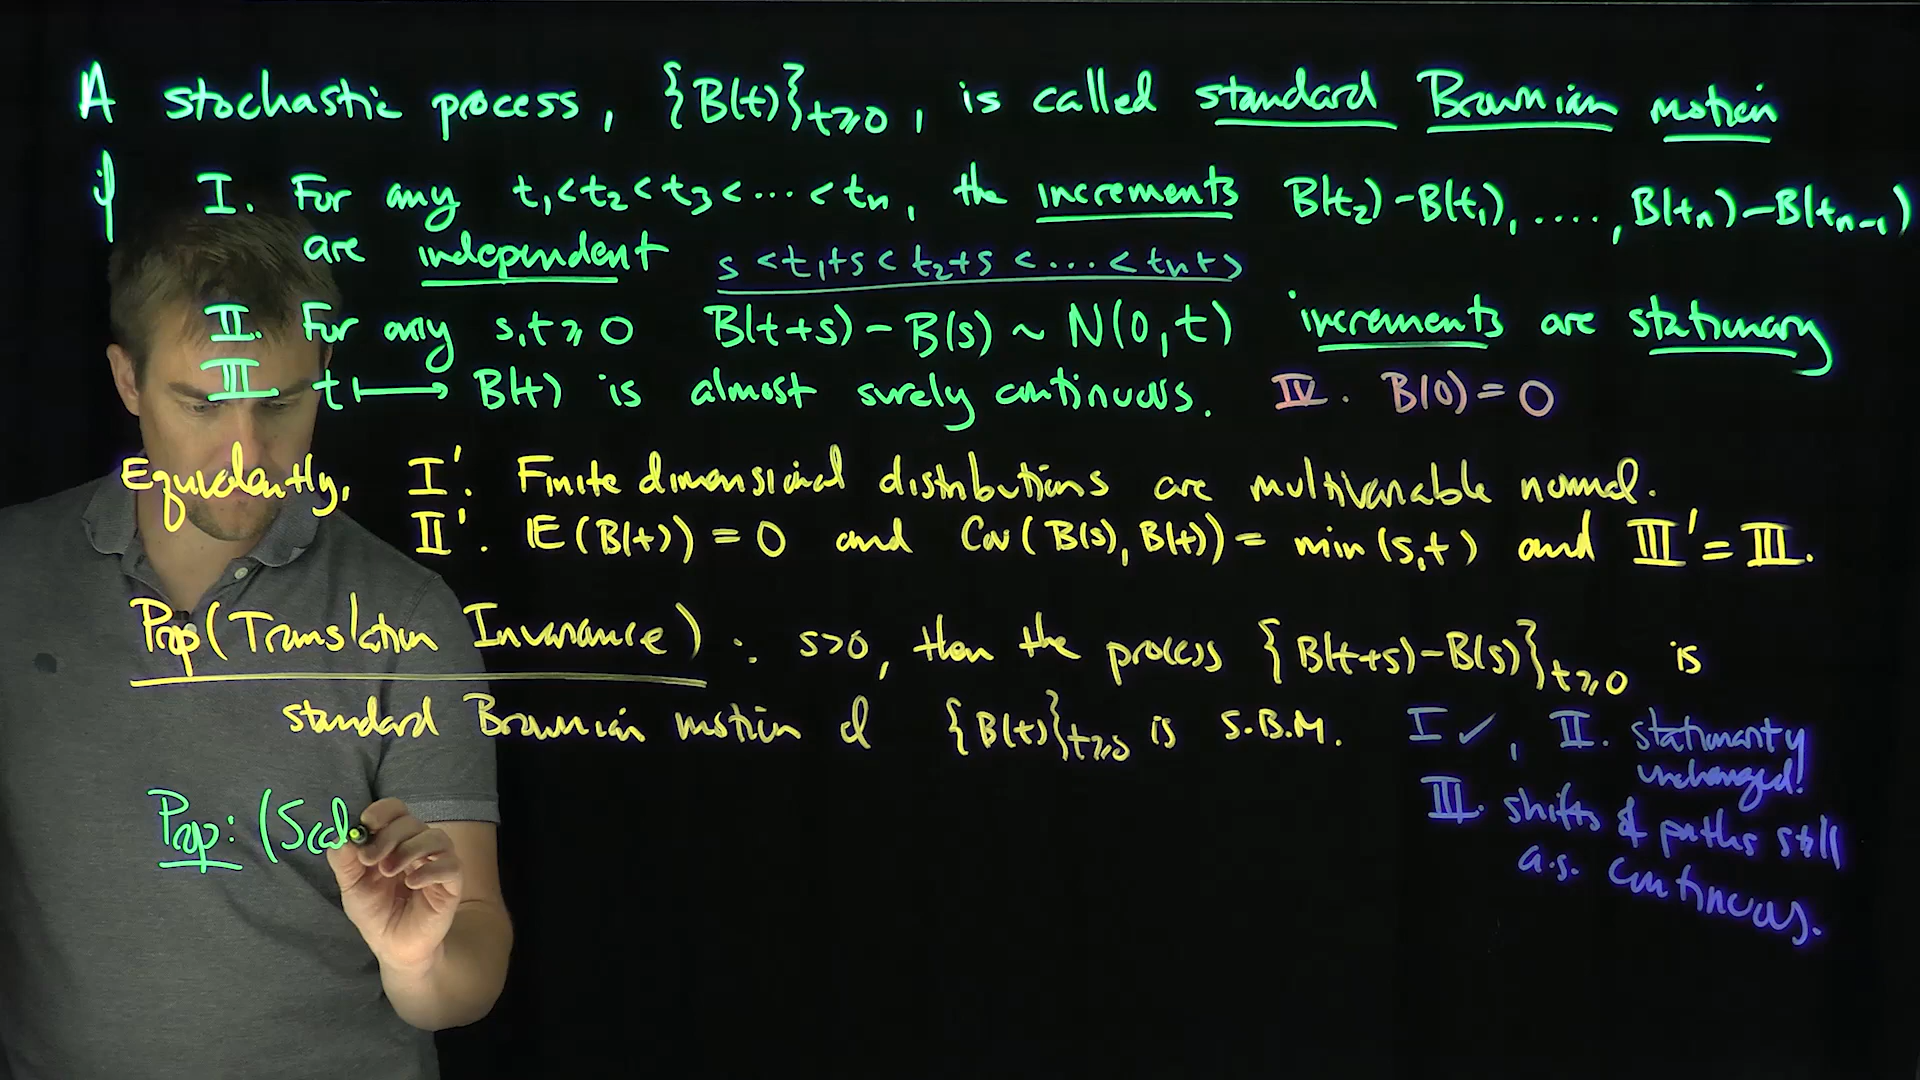 A stochastic process, {B(t)}t≥0, is called standard Brownian motion
if I. For any t1<t2<t3<...<tn, the increments B(t2)-B(t1), ...., B(tn)-B(tn-1)
are independent s<t1+s<t2+s<...<tn+s
II. For any s,t≥0 B(t+s)-B(s) ~ N(0,t) increments are stationary
III. t ⟼ B(t) is almost surely continuous. IV. B(0)=0
Equivalently, I'. Finite dimensional distributions are multivariable normal.
II'. E(B(t))=0 and Cov(B(s),B(t))=min(s,t) and III'=III.
Prop(Translation Invariance): s>0, then the process {B(t+s)-B(s)}t≥0 is
standard Brownian motion if {B(t)}t≥0 is S.B.M.
I ✓, II. stationarity
unchanged!
III. shifts of paths still
a.s. continuous.
Prop: (Scal